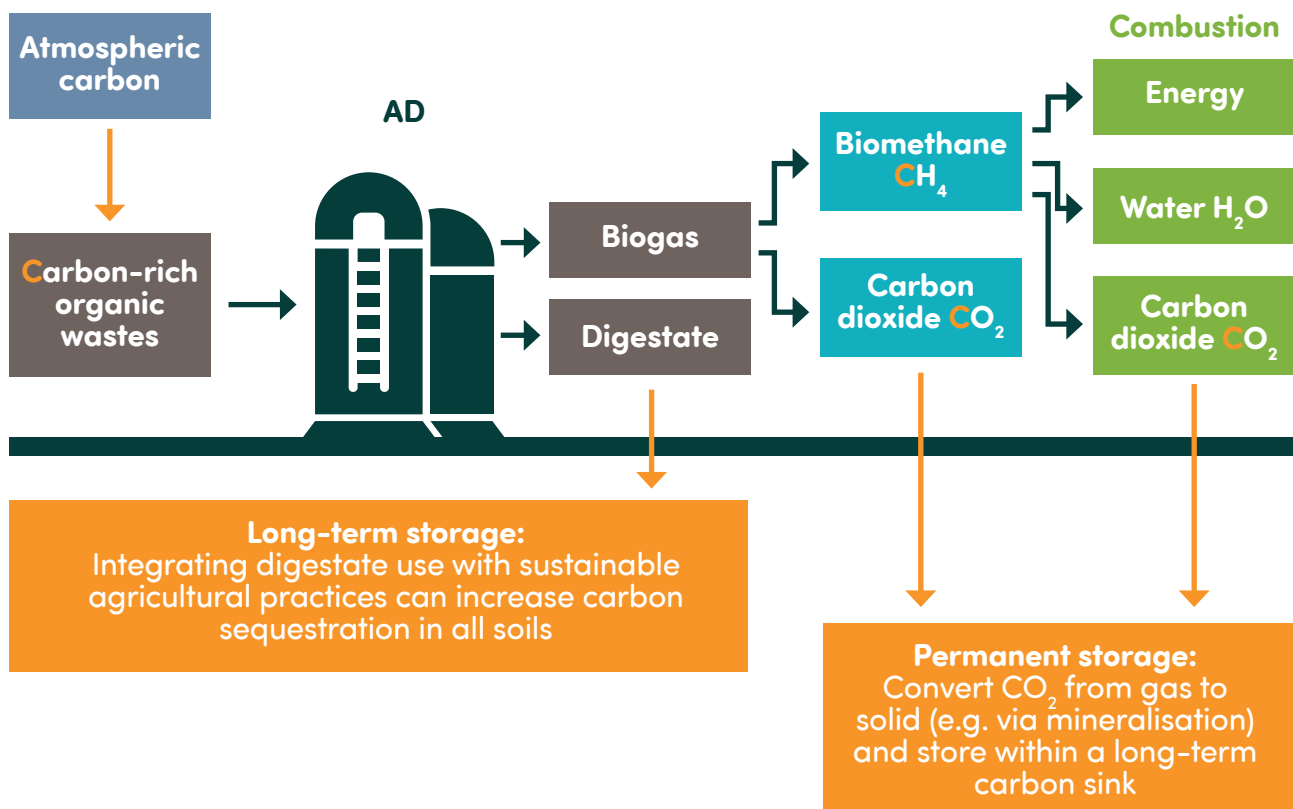 Atmospheric
carbon
Carbon-rich
organic
wastes
AD
Biogas
Digestate
Biomethane
CH₄
Carbon
dioxide CO₂
Combustion
Energy
Water H₂O
Carbon
dioxide CO₂
Long-term storage:
Integrating digestate use with sustainable
agricultural practices can increase carbon
sequestration in all soils
Permanent storage:
Convert CO₂ from gas to
solid (e.g. via mineralisation)
and store within a long-term
carbon sink